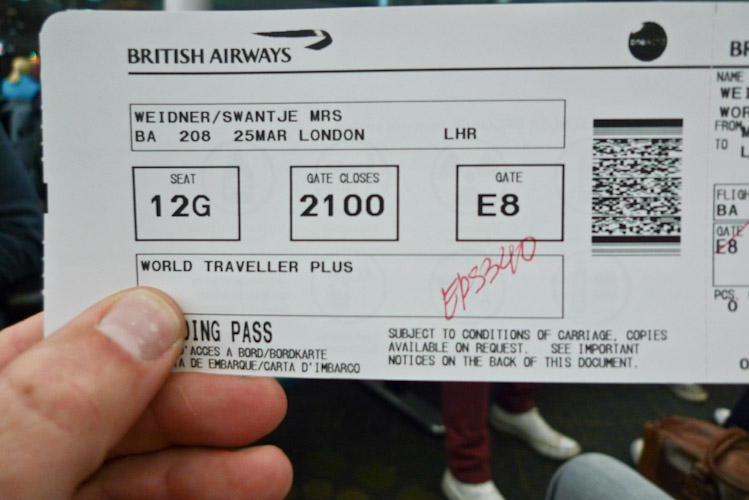 BRITISH AIRWAYS
oneworld
WEIDNER/SWANTJE MRS
BA 208 25MAR LONDON LHR
SEAT
12G
GATE CLOSES
2100
GATE
E8
WORLD TRAVELLER PLUS
DING PASS
D'ACCES A BORD/BORDKARTE
TA DE EMBARQUE/CARTA D'IMBARCO
SUBJECT TO CONDITIONS OF CARRIAGE, COPIES
AVAILABLE ON REQUEST. SEE IMPORTANT
NOTICES ON THE BACK OF THIS DOCUMENT.
NAME
WEI
WOR
FROM
TO L
FLIGH
BA
GATE
E8
PCS.
0